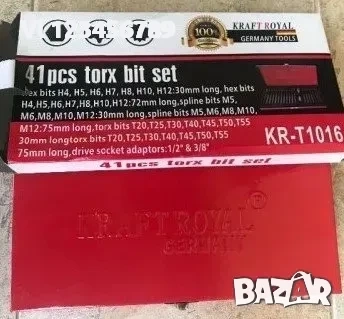 KRAFT ROYAL
GERMANY TOOLS
100%
41pcs torx bit set
hex bits H4, H5, H6, H7, H8, H10, H12:30mm long, hex bits
H4,H5,H6,H7,H8,H10,H12:72mm long,spline bits M5,
M6,M8,M10,M12:30mm long,spline bits M5,M6,M8,M10,
M12:75mm long,torx bits T20,T25,T30,T40,T45,T50,T55
30mm longtorx bits T20,T25,T30,T40,T45,T50,T55
75mm long,drive socket adaptors:1/2" & 3/8"
KR-T1016
41pcs torx bit set
KRAFT ROYAL ®
GERMANY
BAZAR